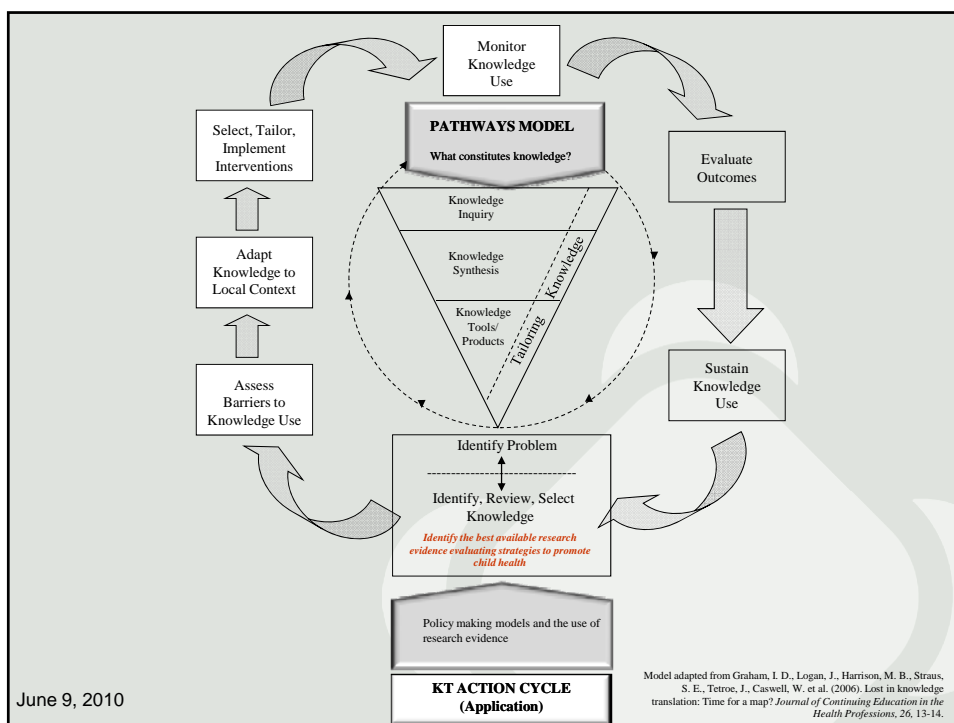 Monitor
Knowledge
Use
PATHWAYS MODEL
What constitutes knowledge?
Select, Tailor,
Implement
Interventions
Evaluate
Outcomes
Knowledge
Inquiry
Knowledge
Synthesis
Knowledge
Tools/
Products
Tailoring Knowledge
Adapt
Knowledge to
Local Context
Assess
Barriers to
Knowledge Use
Sustain
Knowledge
Use
Identify Problem
Identify, Review, Select
Knowledge
Identify the best available research
evidence evaluating strategies to promote
child health
Policy making models and the use of
research evidence
KT ACTION CYCLE
(Application)
June 9, 2010
Model adapted from Graham, I. D., Logan, J., Harrison, M. B., Straus,
S. E., Tetroe, J., Caswell, W. et al. (2006). Lost in knowledge
translation: Time for a map? Journal of Continuing Education in the
Health Professions, 26, 13-14.